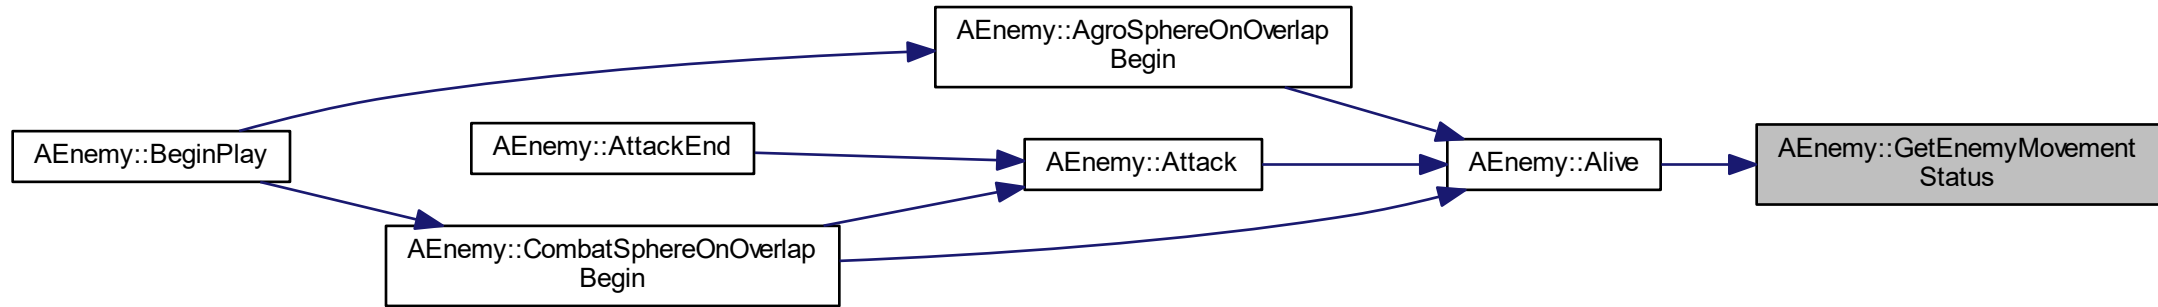 AEnemy::AgroSphereOnOverlap
Begin
AEnemy::BeginPlay
AEnemy::AttackEnd
AEnemy::Attack
AEnemy::Alive
AEnemy::GetEnemyMovement
Status
AEnemy::CombatSphereOnOverlap
Begin